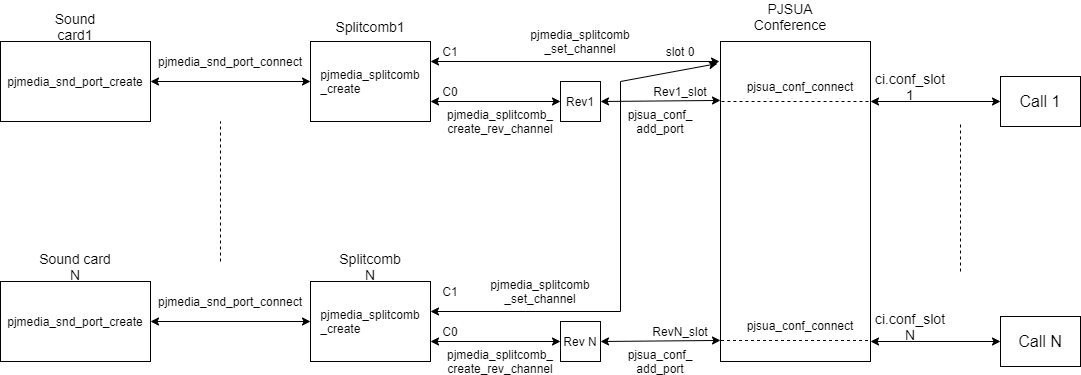 Sound
card1
Splitcomb1
PJSUA
Conference
pjmedia_snd_port_create
pjmedia_snd_port_connect
pjmedia_splitcomb
_create
C1
pjmedia_splitcomb
_set_channel
slot 0
C0
pjmedia_splitcomb_
create_rev_channel
Rev1
Rev1_slot
pjsua_conf_
add_port
pjsua_conf_connect
ci.conf_slot
1
Call 1
Sound card
N
Splitcomb
N
pjmedia_snd_port_create
pjmedia_snd_port_connect
pjmedia_splitcomb
_create
C1
pjmedia_splitcomb
_set_channel
C0
pjmedia_splitcomb_
create_rev_channel
Rev N
RevN_slot
pjsua_conf_
add_port
pjsua_conf_connect
ci.conf_slot
N
Call N